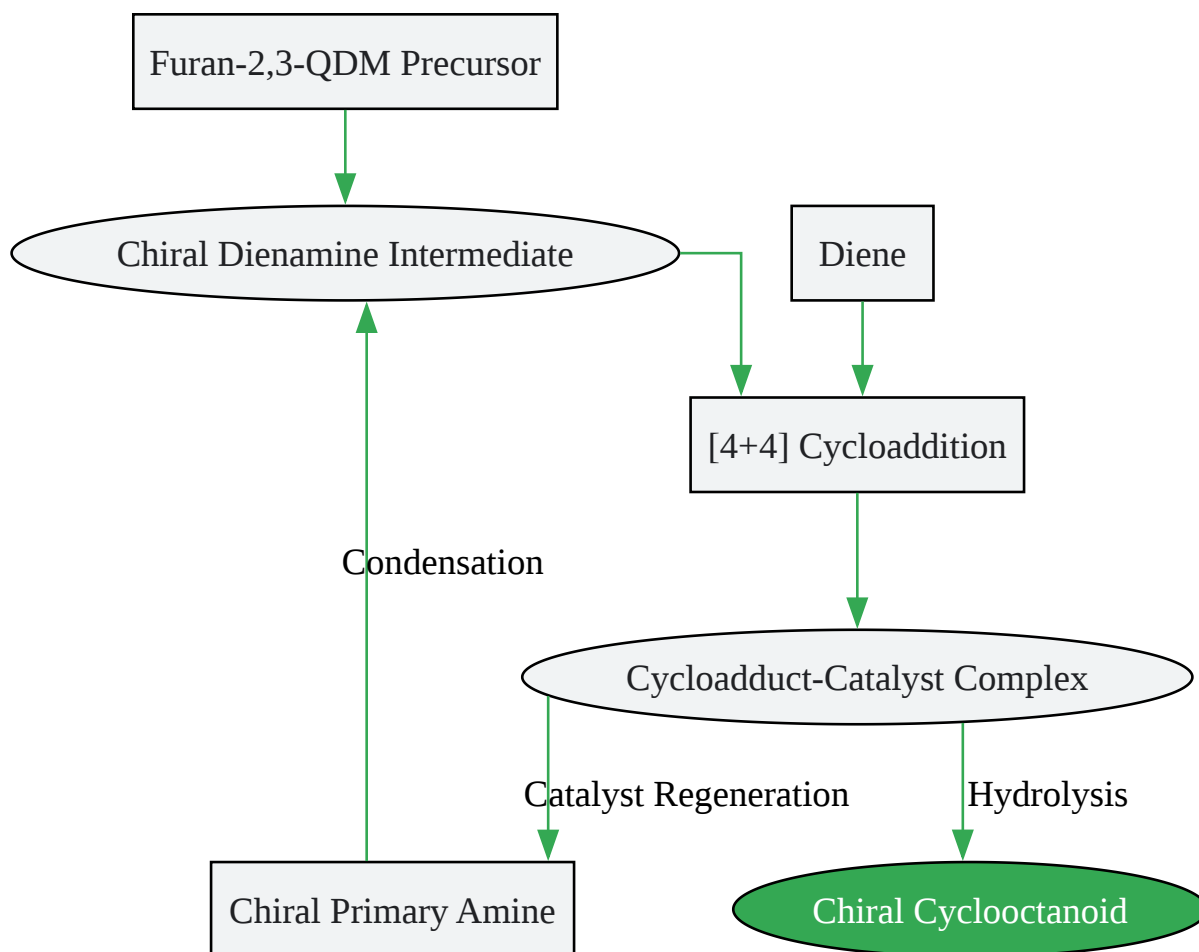 Furan-2,3-QDM Precursor
Chiral Dienamine Intermediate
Diene
[4+4] Cycloaddition
Condensation
Cycloadduct-Catalyst Complex
Catalyst Regeneration
Hydrolysis
Chiral Primary Amine
Chiral Cyclooctanoid